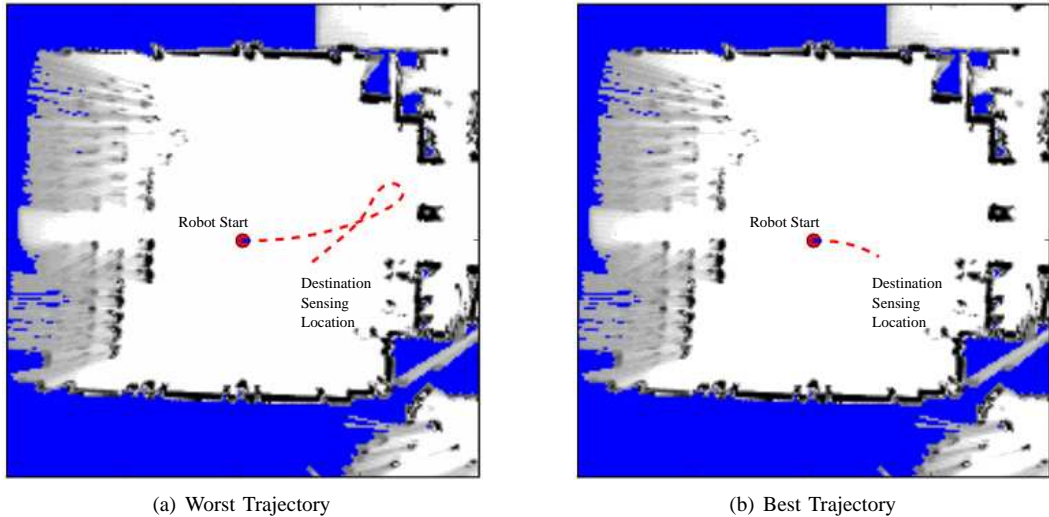 Robot Start
Destination
Sensing
Location
(a) Worst Trajectory
Robot Start
Destination
Sensing
Location
(b) Best Trajectory